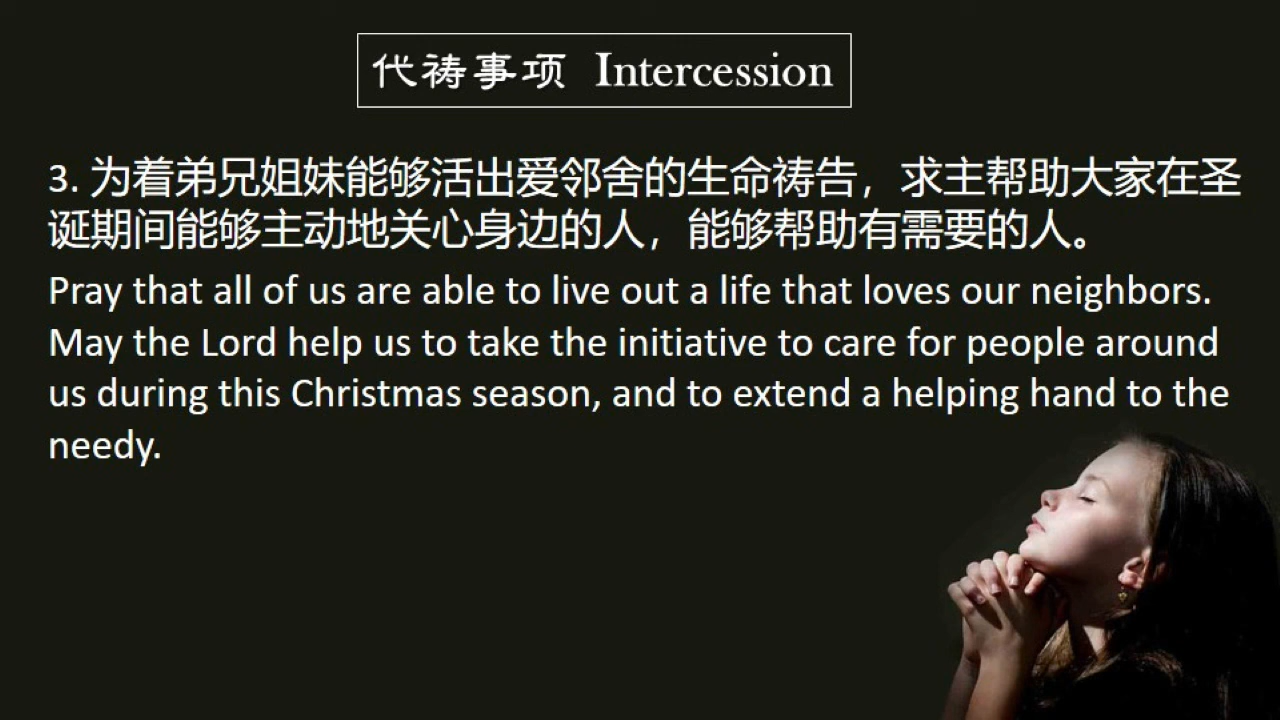 代祷事项 Intercession
3. 为着弟兄姐妹能够活出爱邻舍的生命祷告，求主帮助大家在圣
诞期间能够主动地关心身边的人，能够帮助有需要的人。
Pray that all of us are able to live out a life that loves our neighbors.
May the Lord help us to take the initiative to care for people around
us during this Christmas season, and to extend a helping hand to the
needy.